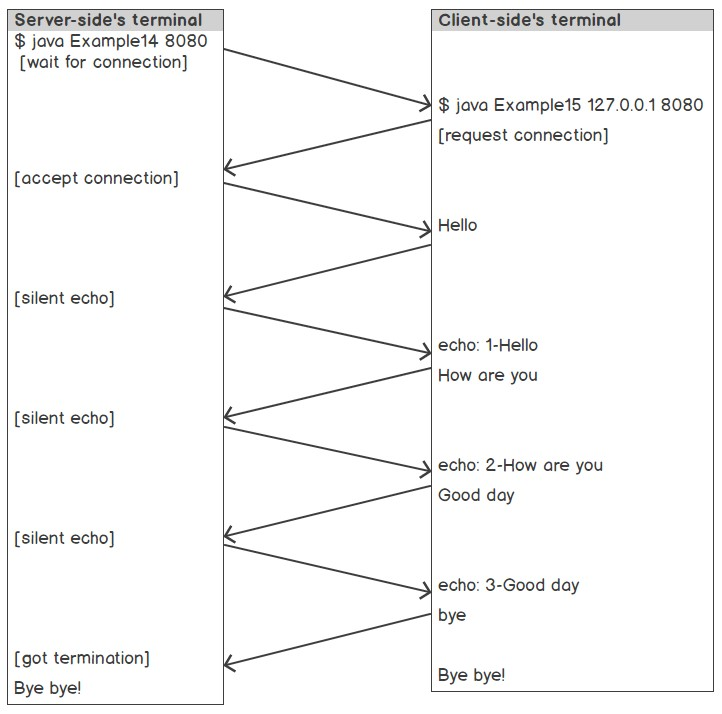 Server-side's terminal
$ java Example14 8080
[wait for connection]
[accept connection]
[silent echo]
[silent echo]
[silent echo]
[got termination]
Bye bye!
Client-side's terminal
$ java Example15 127.0.0.1 8080
[request connection]
Hello
echo: 1-Hello
How are you
echo: 2-How are you
Good day
echo: 3-Good day
bye
Bye bye!